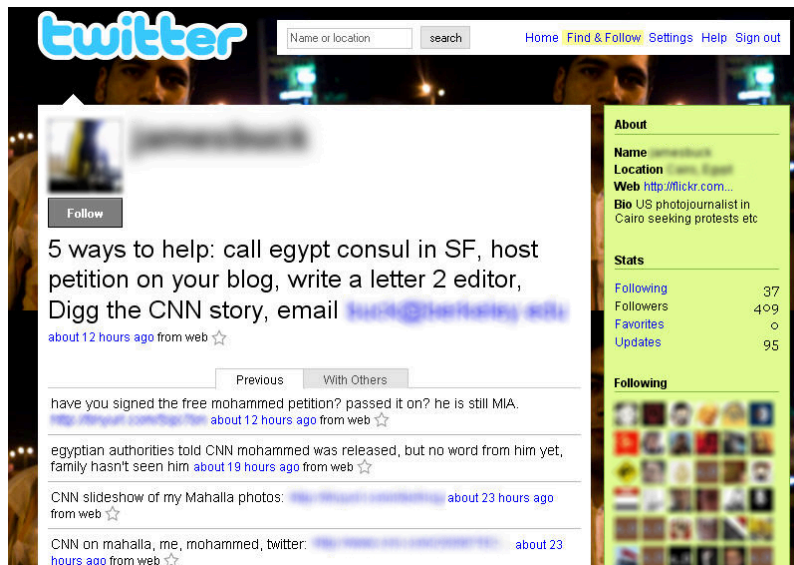 twitter
Name or location
search
Home Find & Follow Settings Help Sign out
Follow
5 ways to help: call egypt consul in SF, host
petition on your blog, write a letter 2 editor,
Digg the CNN story, email
about 12 hours ago from web
Previous
With Others
have you signed the free mohammed petition? passed it on? he is still MIA.
about 12 hours ago from web
egyptian authorities told CNN mohammed was released, but no word from him yet,
family hasn't seen him about 19 hours ago from web
CNN slideshow of my Mahalla photos: about 23 hours ago
from web
CNN on mahalla, me, mohammed, twitter: about 23
hours ago from web
About
Name
Location
Web http://flickr.com...
Bio US photojournalist in
Cairo seeking protests etc
Stats
Following 37
Followers 409
Favorites 0
Updates 95
Following